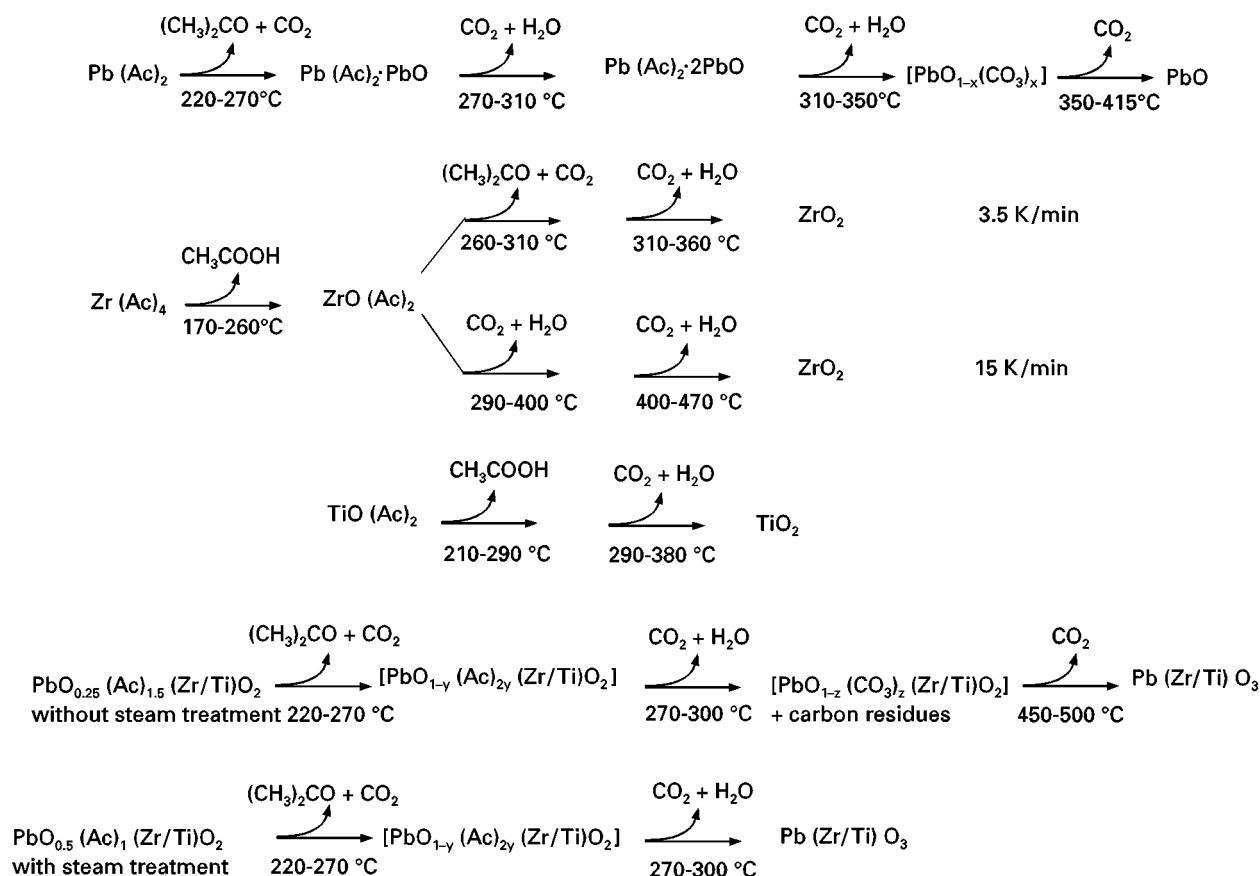 (CH₃)₂CO + CO₂ CO₂ + H₂O CO₂ + H₂O CO₂
Pb (Ac)₂ Pb (Ac)₂·PbO Pb (Ac)₂·2PbO [PbO₁₋ₓ(CO₃)ₓ] PbO
220-270°C 270-310 °C 310-350°C 350-415°C
(CH₃)₂CO + CO₂ CO₂ + H₂O
ZrO₂ 3.5 K/min
260-310 °C 310-360 °C
CH₃COOH
Zr (Ac)₄ ZrO (Ac)₂
170-260°C
CO₂ + H₂O CO₂ + H₂O
ZrO₂ 15 K/min
290-400 °C 400-470 °C
CH₃COOH CO₂ + H₂O
TiO (Ac)₂ TiO₂
210-290 °C 290-380 °C
(CH₃)₂CO + CO₂ CO₂ + H₂O CO₂
PbO₀.₂₅ (Ac)₁.₅ (Zr/Ti)O₂ [PbO₁₋y (Ac)₂y (Zr/Ti)O₂] [PbO₁₋z (CO₃)z (Zr/Ti)O₂] Pb (Zr/Ti) O₃
without steam treatment 220-270 °C 270-300 °C + carbon residues 450-500 °C
(CH₃)₂CO + CO₂ CO₂ + H₂O
PbO₀.₅ (Ac)₁ (Zr/Ti)O₂ [PbO₁₋y (Ac)₂y (Zr/Ti)O₂] Pb (Zr/Ti) O₃
with steam treatment 220-270 °C 270-300 °C